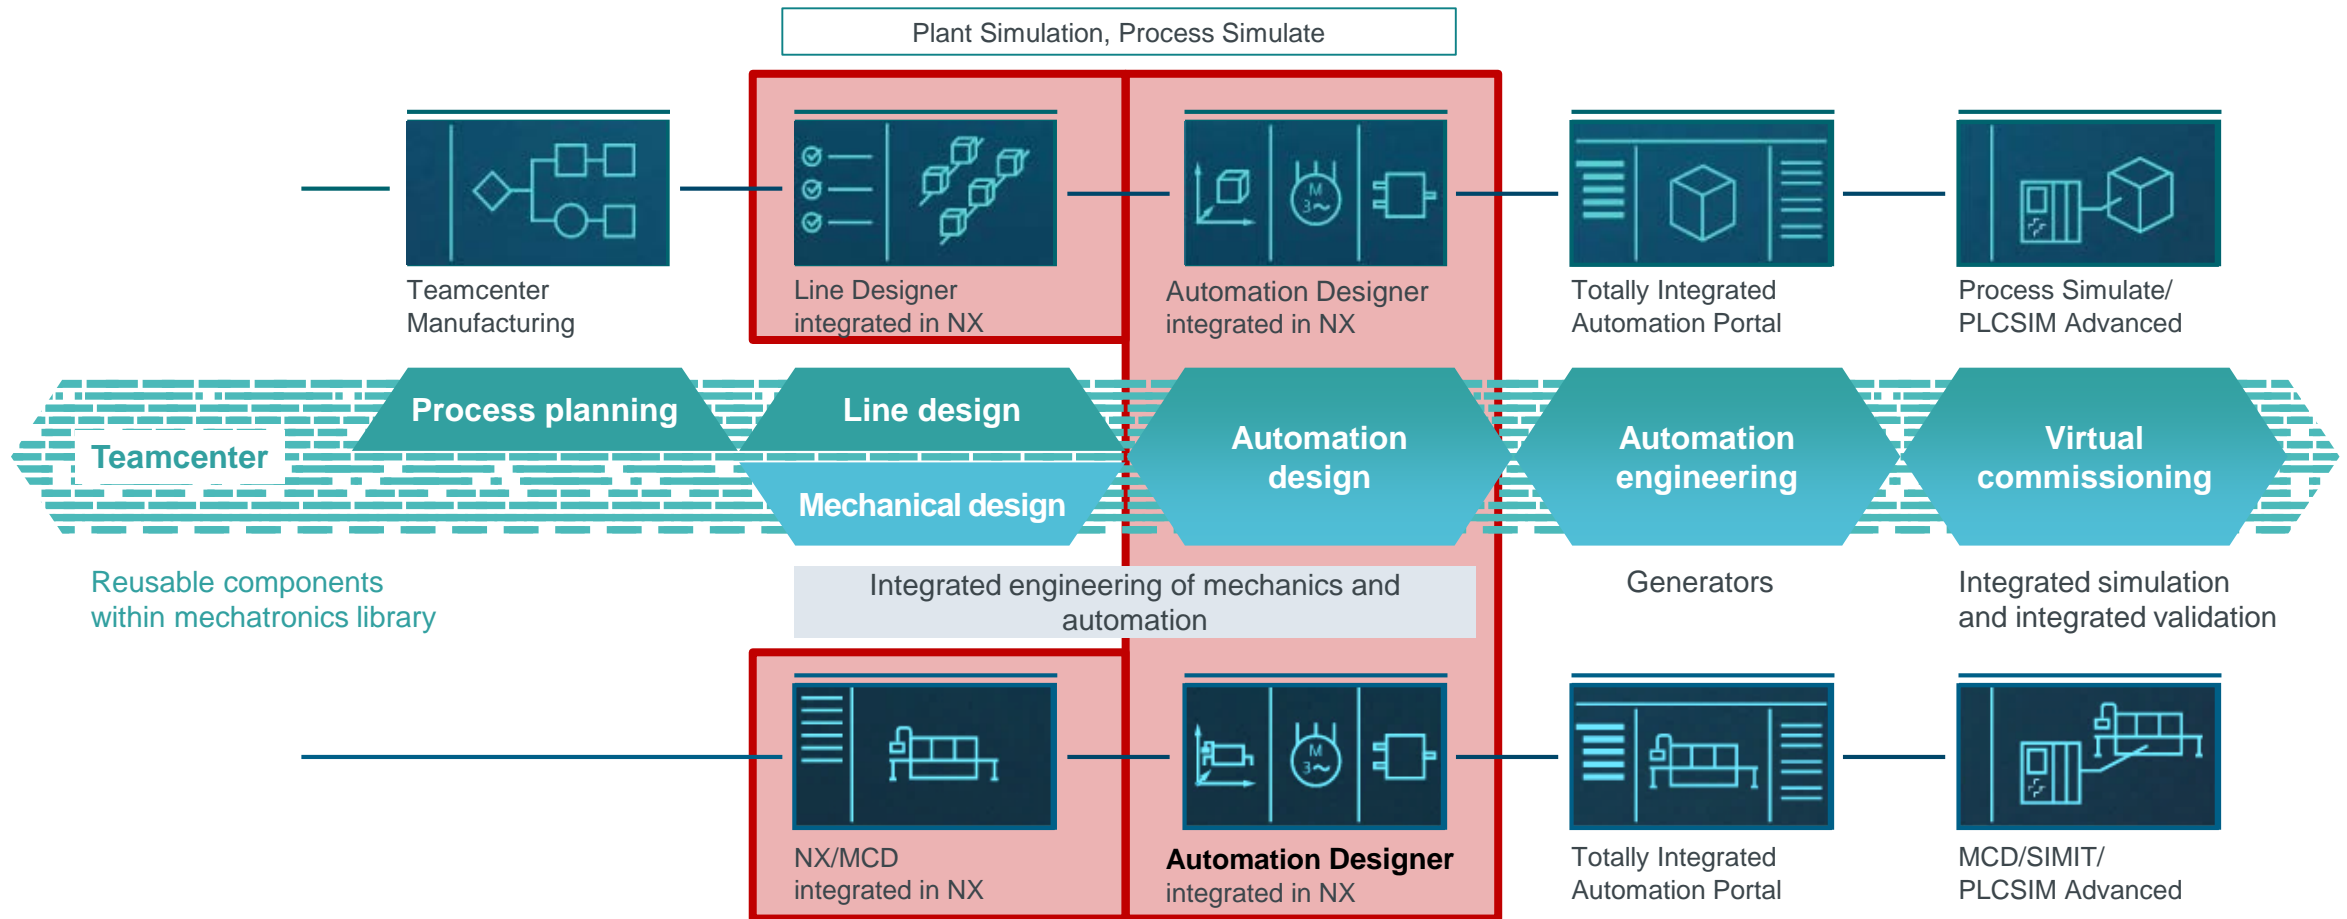 Plant Simulation, Process Simulate
Teamcenter
Manufacturing
Line Designer
integrated in NX
M
3~
Automation Designer
integrated in NX
Totally Integrated
Automation Portal
Process Simulate/
PLCSIM Advanced
Teamcenter
Process planning
Line design
Mechanical design
Automation
design
Automation
engineering
Virtual
commissioning
Reusable components
within mechatronics library
Integrated engineering of mechanics and
automation
Generators
Integrated simulation
and integrated validation
NX/MCD
integrated in NX
M
3~
Automation Designer
integrated in NX
Totally Integrated
Automation Portal
MCD/SIMIT/
PLCSIM Advanced